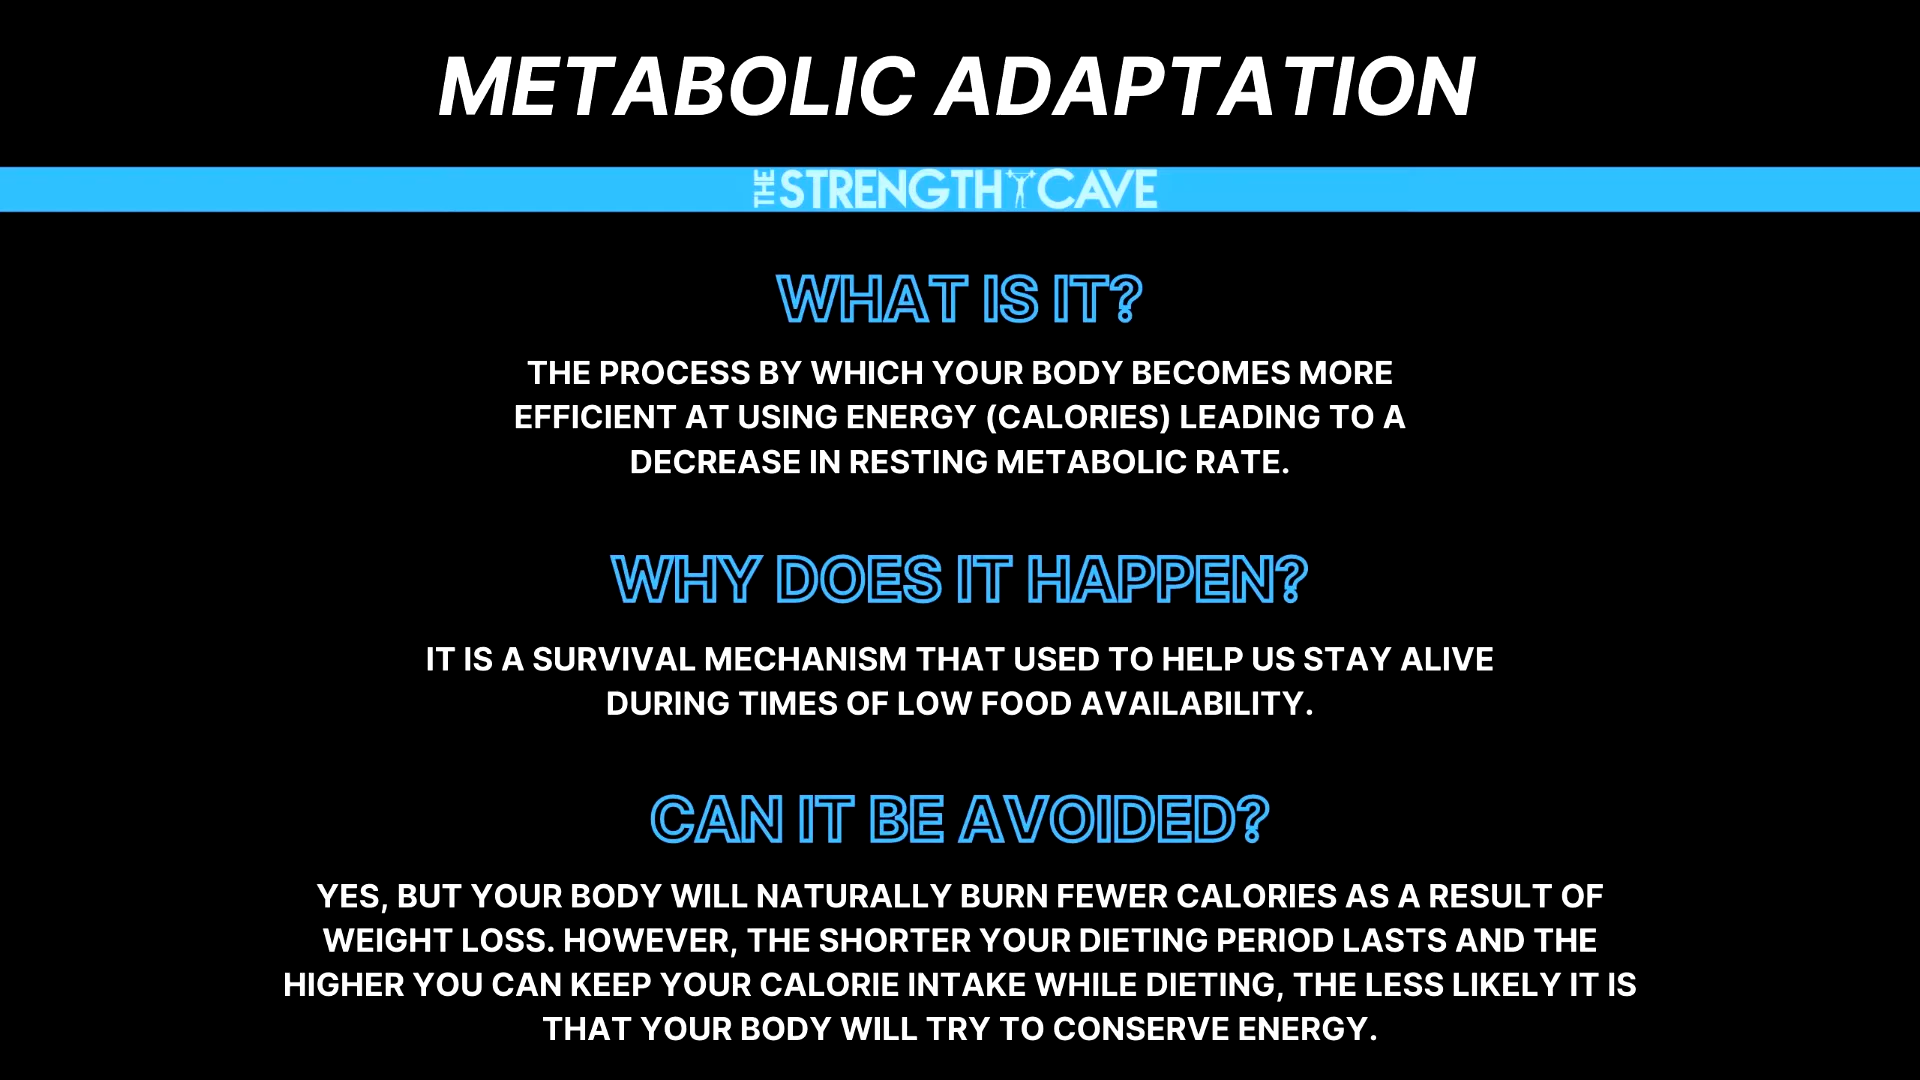 METABOLIC ADAPTATION
THE STRENGTH CAVE
WHAT IS IT?
THE PROCESS BY WHICH YOUR BODY BECOMES MORE
EFFICIENT AT USING ENERGY (CALORIES) LEADING TO A
DECREASE IN RESTING METABOLIC RATE.
WHY DOES IT HAPPEN?
IT IS A SURVIVAL MECHANISM THAT USED TO HELP US STAY ALIVE
DURING TIMES OF LOW FOOD AVAILABILITY.
CAN IT BE AVOIDED?
YES, BUT YOUR BODY WILL NATURALLY BURN FEWER CALORIES AS A RESULT OF
WEIGHT LOSS. HOWEVER, THE SHORTER YOUR DIETING PERIOD LASTS AND THE
HIGHER YOU CAN KEEP YOUR CALORIE INTAKE WHILE DIETING, THE LESS LIKELY IT IS
THAT YOUR BODY WILL TRY TO CONSERVE ENERGY.